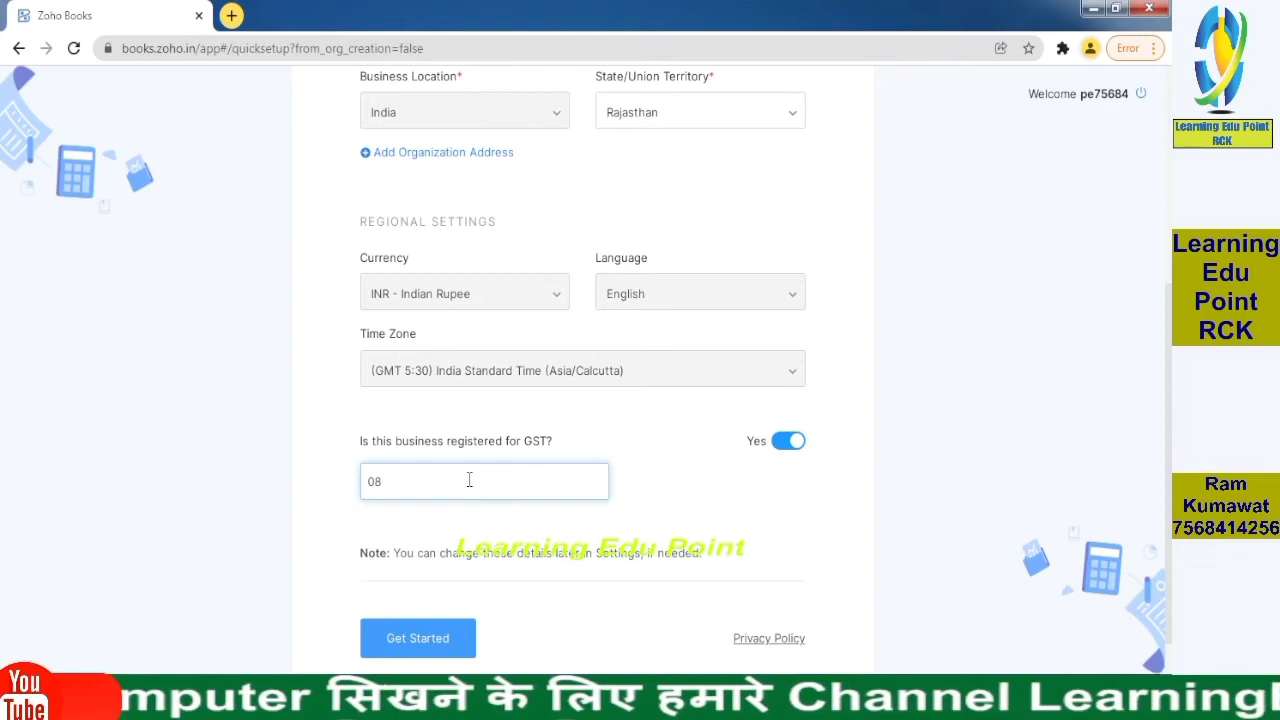 Zoho Books
books.zoho.in/app#/quicksetup?from_org_creation=false
Error
Welcome pe75684
Business Location*
State/Union Territory*
India
Rajasthan
Add Organization Address
REGIONAL SETTINGS
Currency
Language
INR - Indian Rupee
English
Time Zone
(GMT 5:30) India Standard Time (Asia/Calcutta)
Is this business registered for GST?
Yes
08
Note: You can change these details later in Settings, if needed.
Learning Edu Point
Get Started
Privacy Policy
Learning Edu Point
RCK
Learning
Edu
Point
RCK
Ram
Kumawat
7568414256
You
Tube
mputer सिखने के लिए हमारे Channel Learning